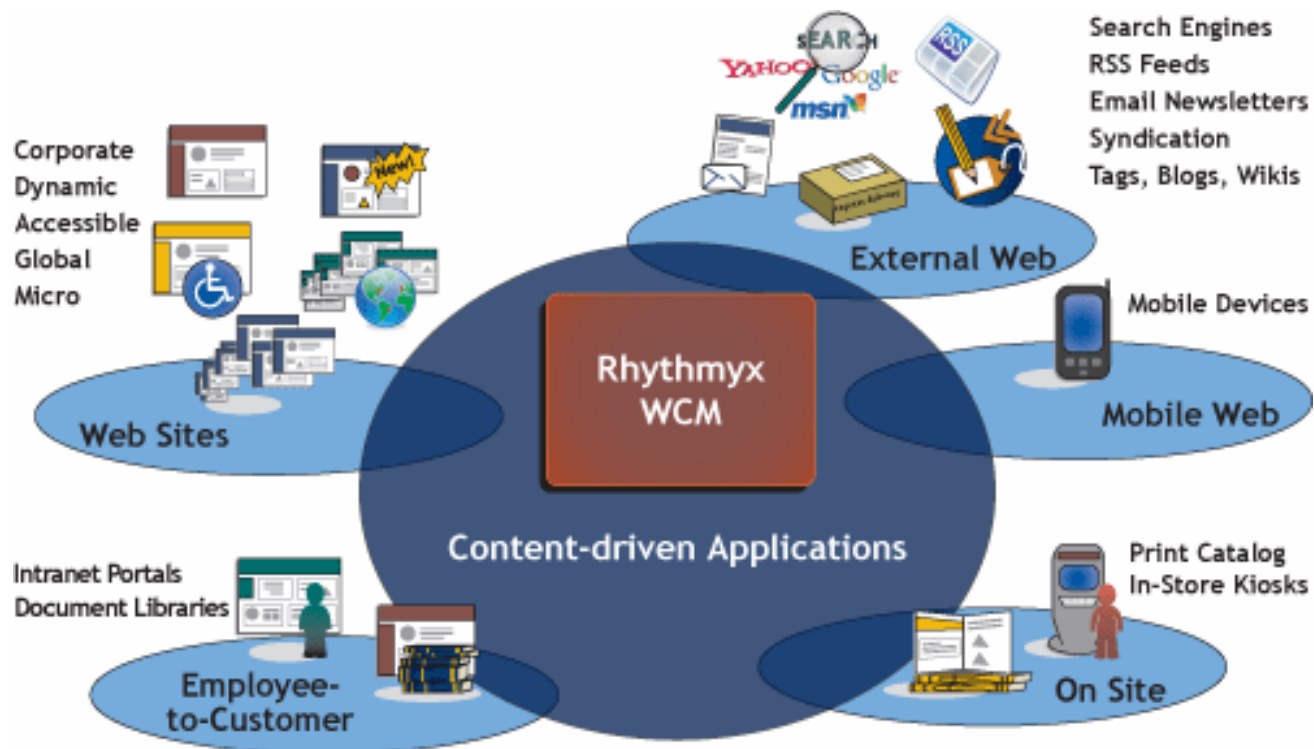 SEARCH
YAHOO
Google
msn
RSS
Search Engines
RSS Feeds
Email Newsletters
Syndication
Tags, Blogs, Wikis
External Web
Corporate
Dynamic
Accessible
Global
Micro
New!
Web Sites
Rhythmyx
WCM
Content-driven Applications
Mobile Devices
Mobile Web
Intranet Portals
Document Libraries
Employee-
to-Customer
Print Catalog
In-Store Kiosks
On Site